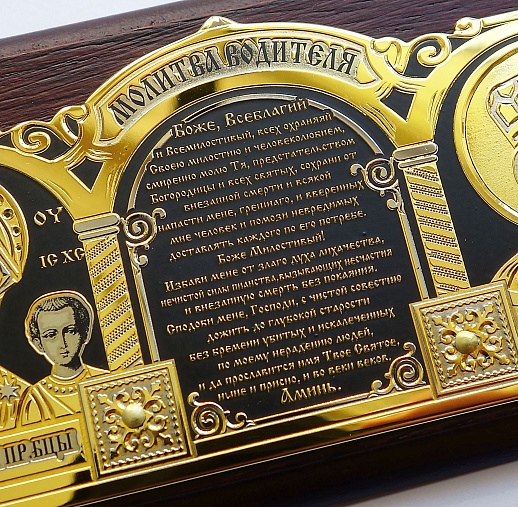 МОЛИТВА ВОДИТЕЛЯ
Боже, Всеблагий
и Всемилостивый, всех охраняяй
Своею милостию и человеколюбием,
смиренно молю Тя, предстательством
Богородицы и всех святых, сохрани от
внезапной смерти и всякой
напасти мене, грешнаго, и вверенных
мне человек и помози невредимых
доставлять каждого по его потребе.
Боже Милостивый!
Избави мене от злаго духа лихачества,
нечистой силы пианства, вызывающих несчастия
и внезапную смерть без покаяния.
Сподоби мене, Господи, с чистой совестию
дожить до глубокой старости
без бремени убитых и искалеченных
по моему нерадению людей,
и да прославится имя Твое Святое
ныне и присно, и во веки веков.
Аминь.
ОУ
IС ХС
ПР. БЦЫ